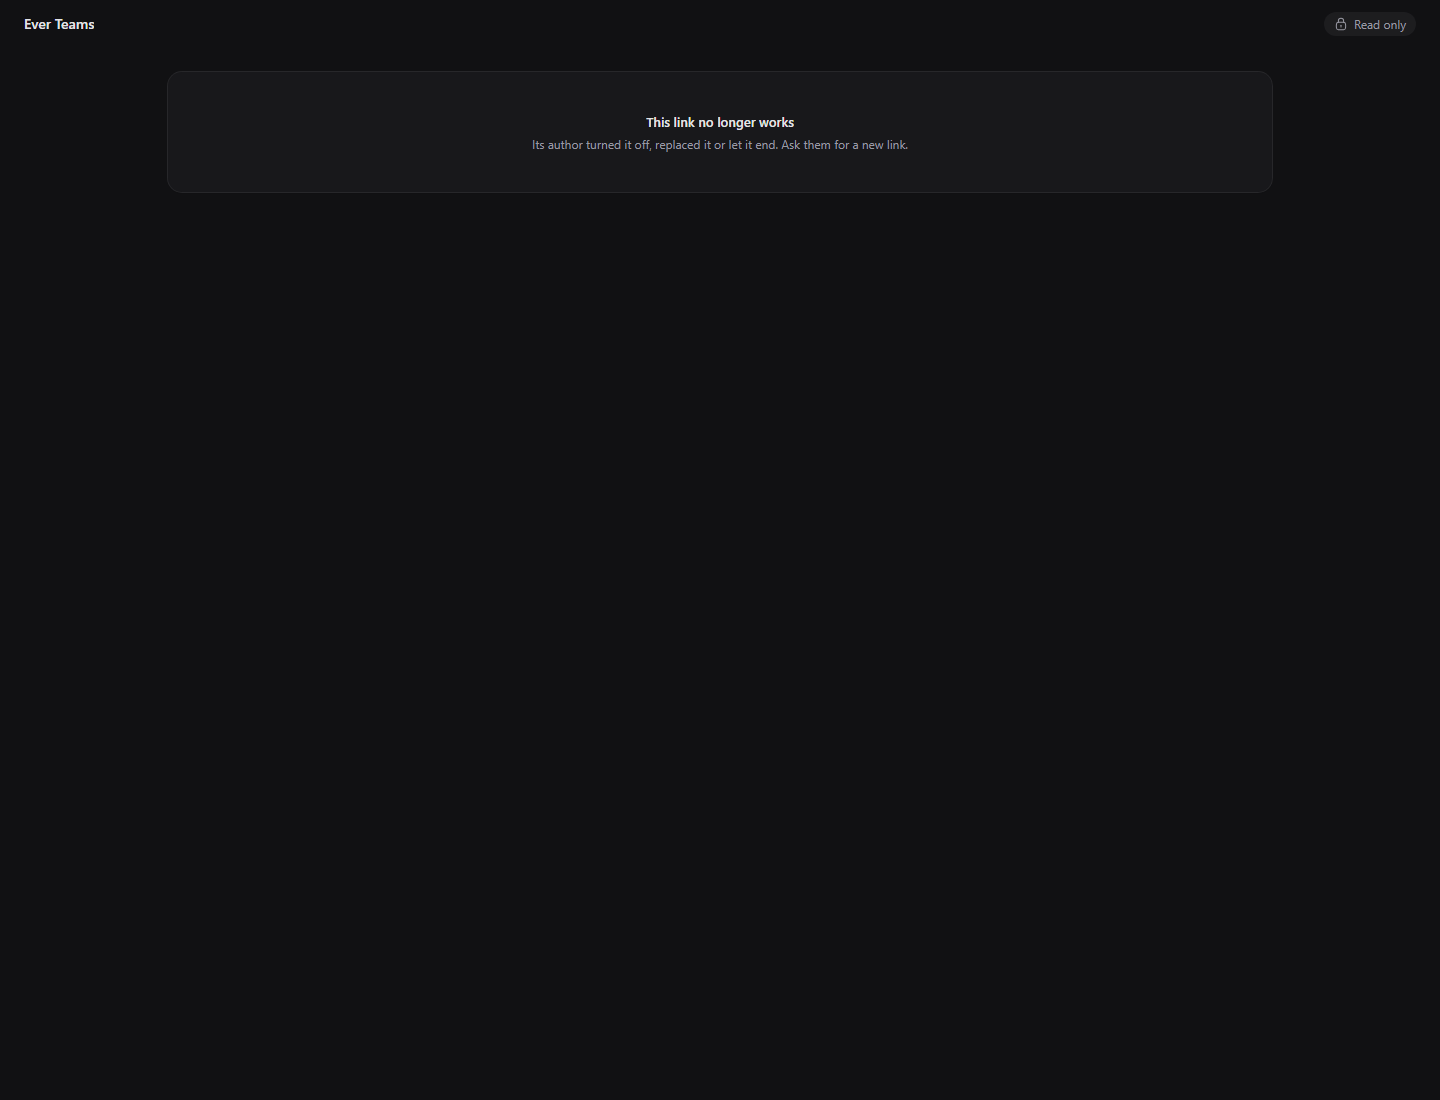 Ever Teams
Read only
This link no longer works
Its author turned it off, replaced it or let it end. Ask them for a new link.